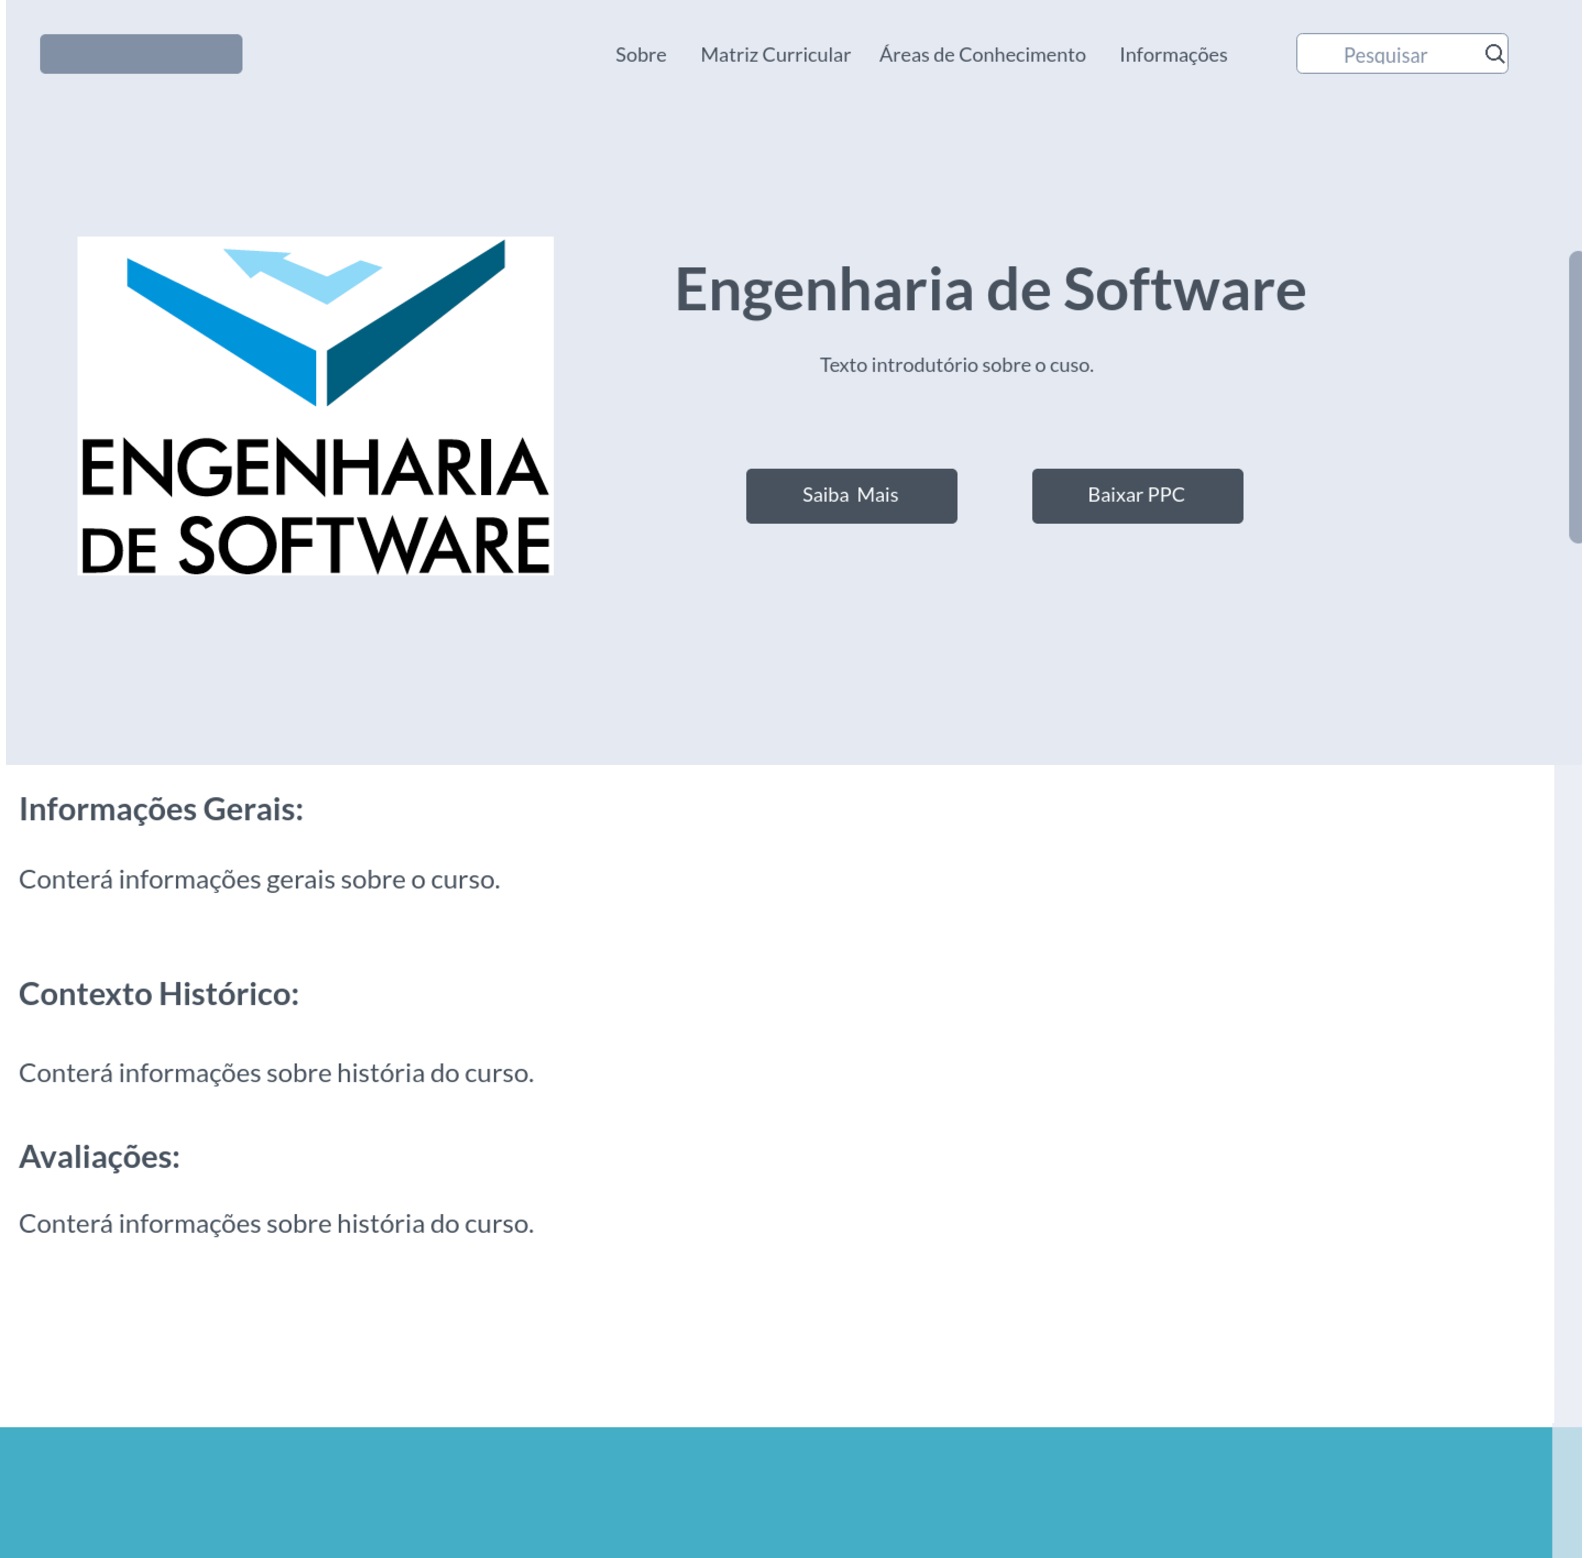 Sobre Matriz Curricular Áreas de Conhecimento Informações Pesquisar
ENGENHARIA
DE SOFTWARE
Engenharia de Software
Texto introdutório sobre o cuso.
Saiba Mais Baixar PPC
Informações Gerais:
Conterá informações gerais sobre o curso.
Contexto Histórico:
Conterá informações sobre história do curso.
Avaliações:
Conterá informações sobre história do curso.